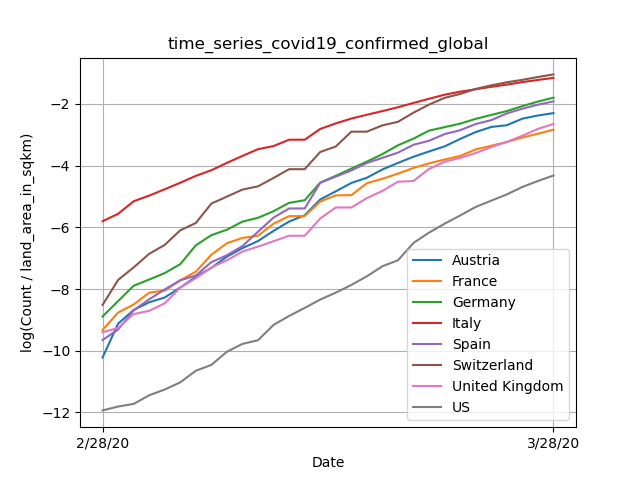 time_series_covid19_confirmed_global
log(Count / land_area_in_sqkm)
−2
−4
−6
−8
−10
−12
Austria
France
Germany
Italy
Spain
Switzerland
United Kingdom
US
2/28/20 3/28/20
Date